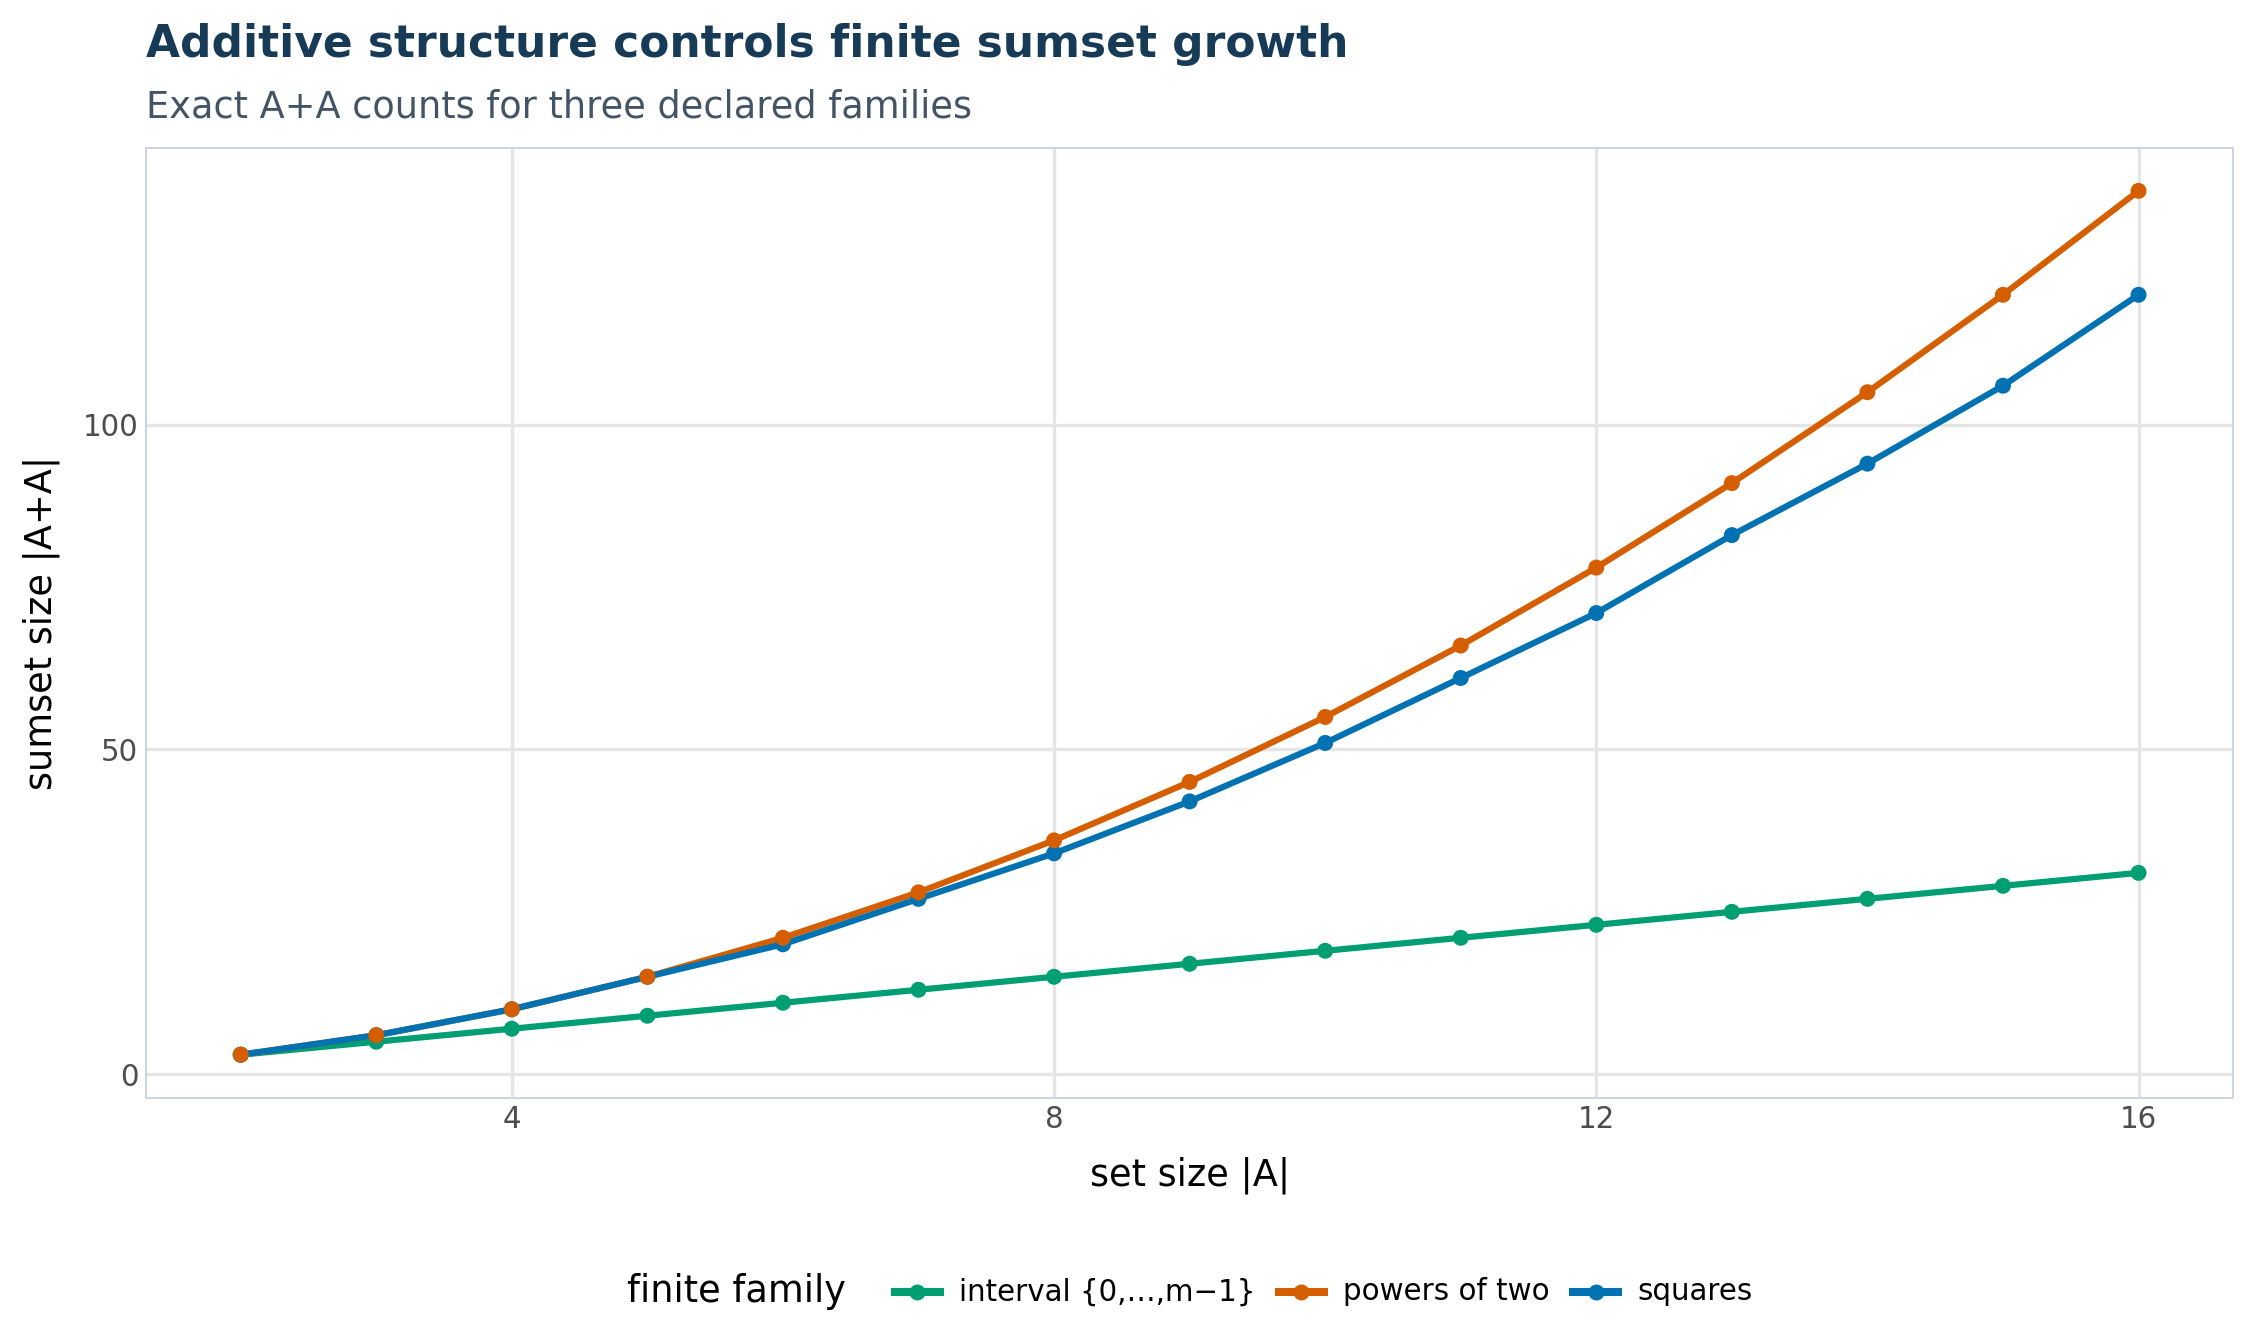 Additive structure controls finite sumset growth
Exact A+A counts for three declared families
sumset size |A+A|
100
50
0
4 8 12 16
set size |A|
finite family interval {0,…,m−1} powers of two squares